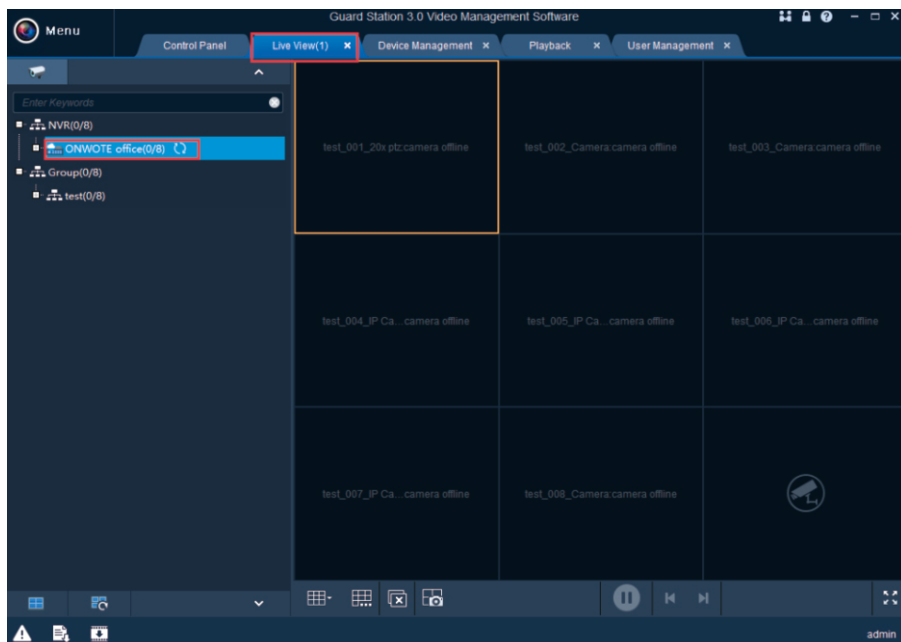 Guard Station 3.0 Video Management Software
Menu
Control Panel
Live View(1)
Device Management
Playback
User Management
Enter Keywords
NVR(0/8)
ONWOTE office(0/8)
Group(0/8)
test(0/8)
test_001_20x ptz:camera offline
test_002_Camera:camera offline
test_003_Camera:camera offline
test_004_IP Ca...camera offline
test_005_IP Ca...camera offline
test_006_IP Ca...camera offline
test_007_IP Ca...camera offline
test_008_Camera:camera offline
admin